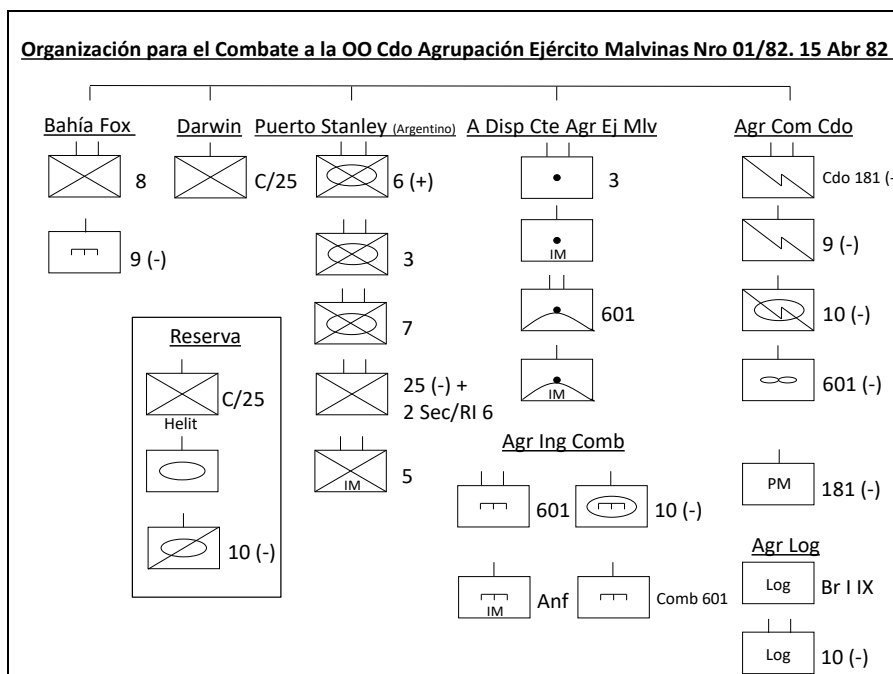 Organización para el Combate a la OO Cdo Agrupación Ejército Malvinas Nro 01/82. 15 Abr 82
Bahía Fox
8
9 (-)
Darwin
C/25
Puerto Stanley (Argentino)
6 (+)
3
7
25 (-) +
2 Sec/RI 6
IM
5
A Disp Cte Agr Ej Mlv
3
IM
601
IM
Agr Com Cdo
Cdo 181 (-
9 (-)
10 (-)
601 (-)
PM
181 (-)
Reserva
C/25
Helit
10 (-)
Agr Ing Comb
601
10 (-)
IM
Anf
Comb 601
Agr Log
Log
Br I IX
Log
10 (-)